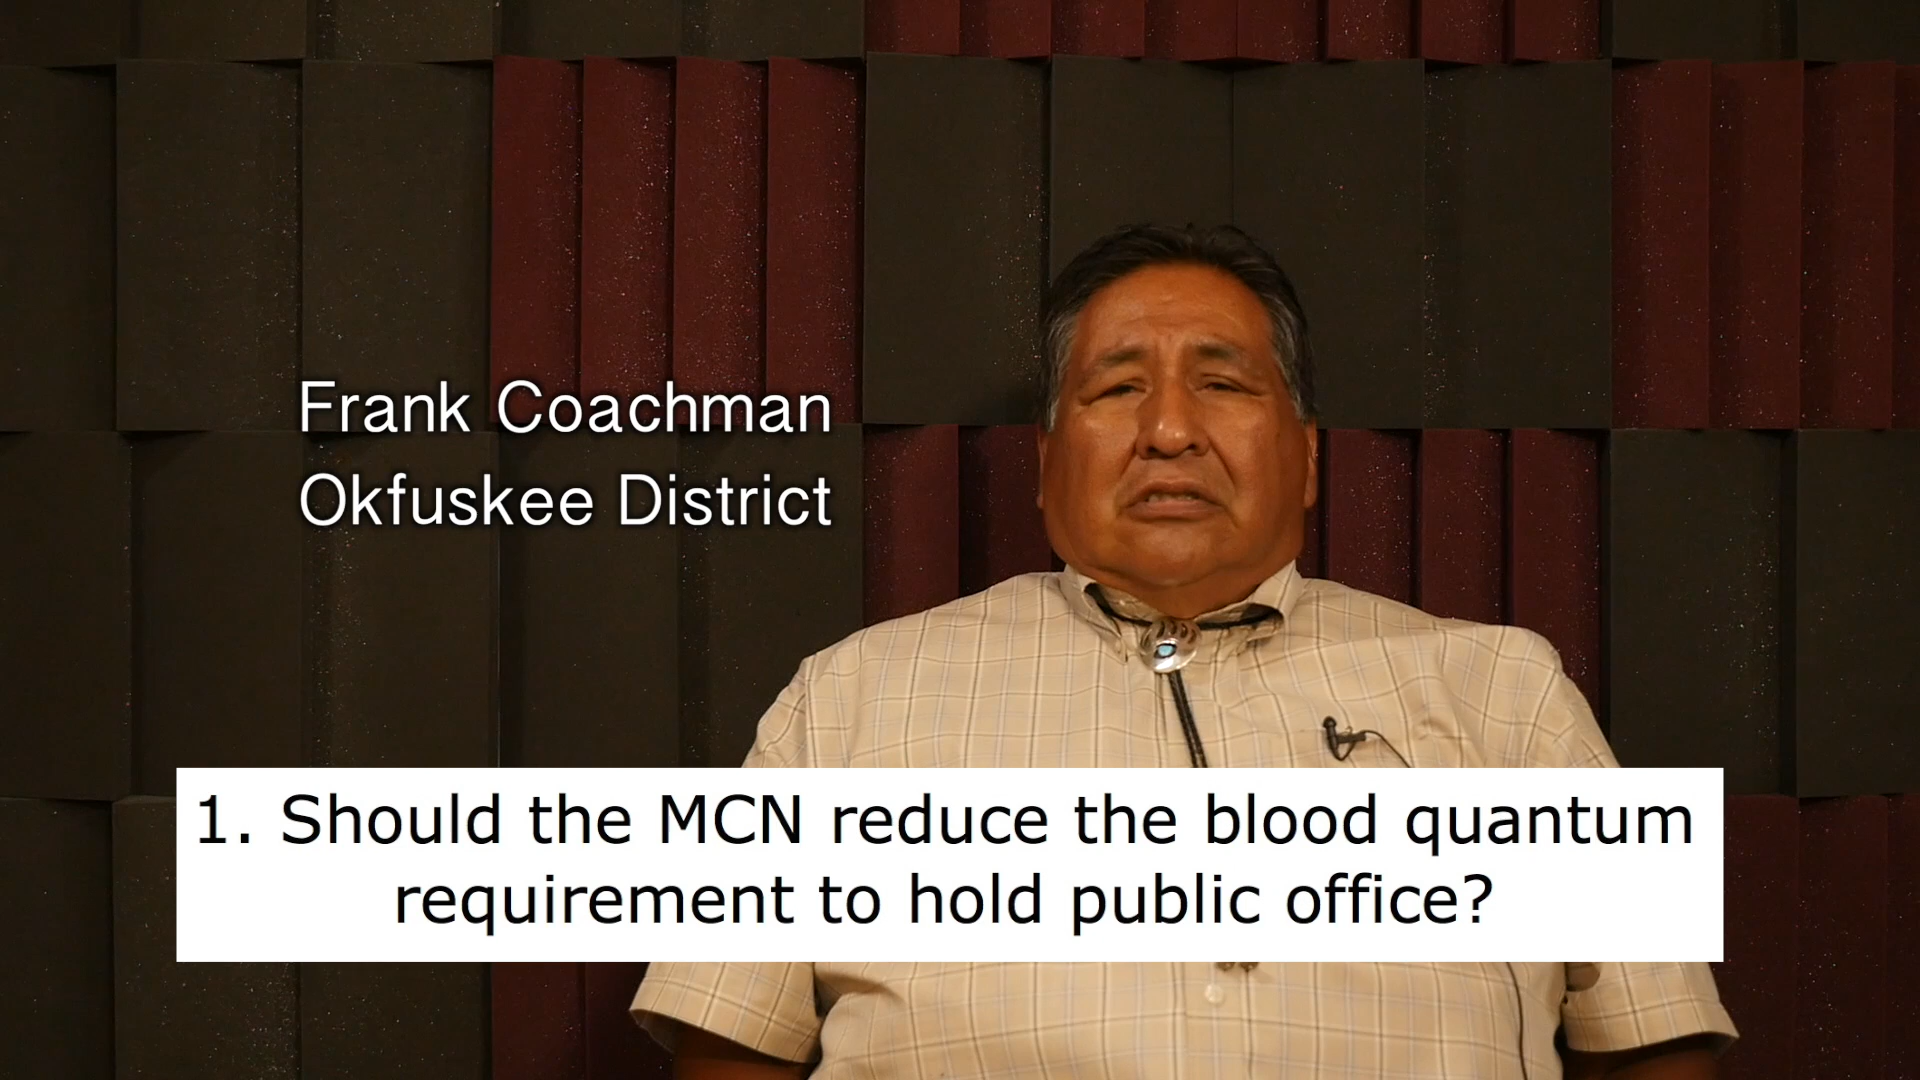 Frank Coachman
Okfuskee District
1. Should the MCN reduce the blood quantum
requirement to hold public office?